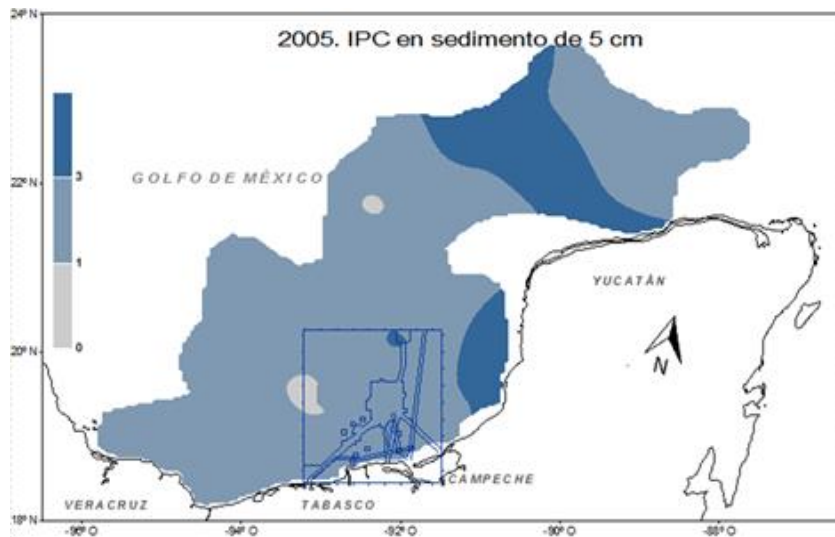 24° N
2005. IPC en sedimento de 5 cm
3
GOLFO DE MÉXICO
22° N
1
YUCATÁN
20° N
0
N
CAMPECHE
VERACRUZ
TABASCO
18° N
-96°
-94°
-92°
-90°
-88°